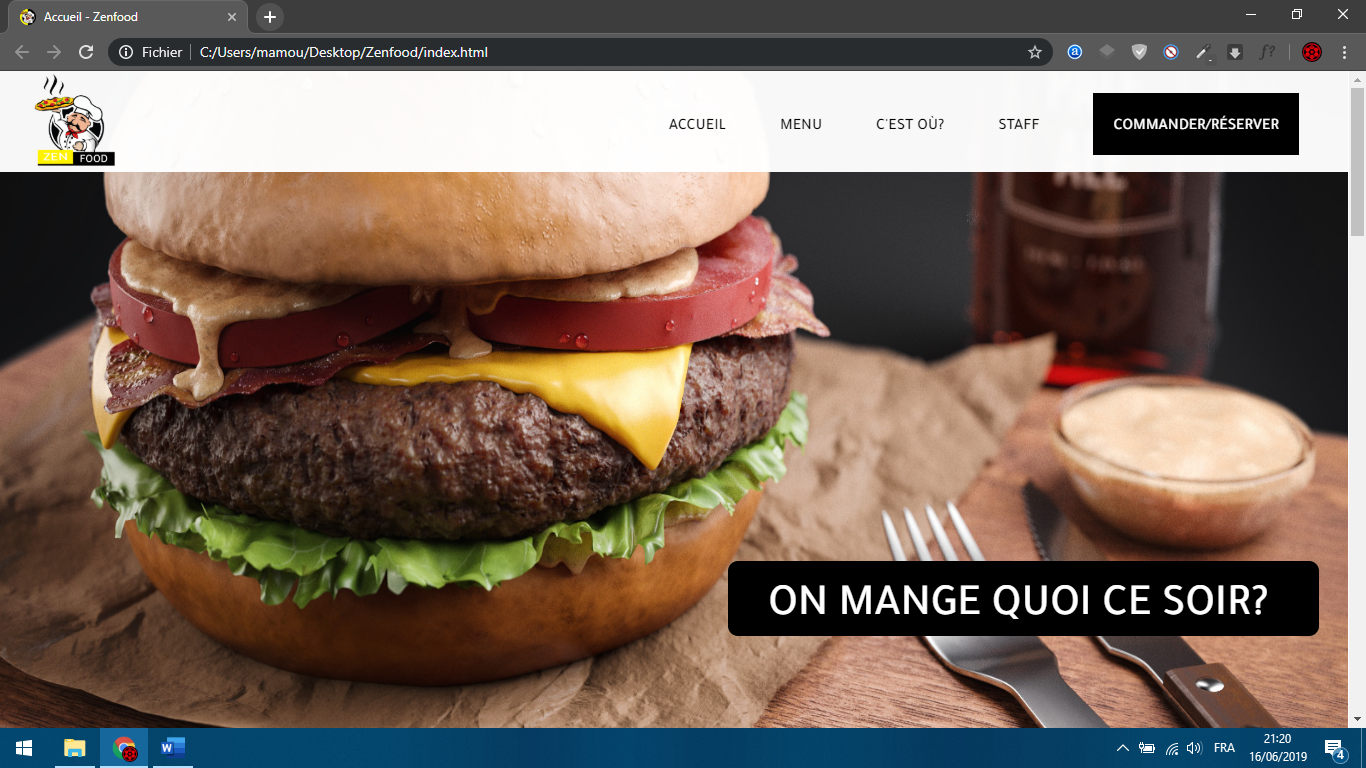 Accueil - Zenfood
Fichier
C:/Users/mamou/Desktop/Zenfood/index.html
ZEN FOOD
ACCUEIL
MENU
C'EST OÙ?
STAFF
COMMANDER/RÉSERVER
ON MANGE QUOI CE SOIR?
FRA
21:20
16/06/2019
4